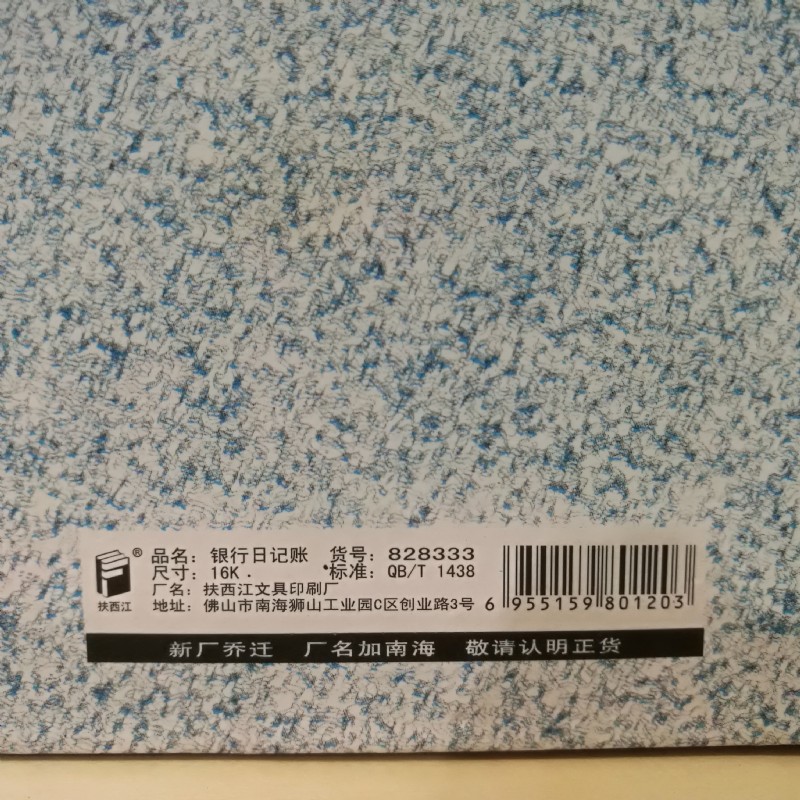 扶西江®
品名：银行日记账 货号：828333
尺寸：16K. 标准：QB/T 1438
厂名：扶西江文具印刷厂
地址：佛山市南海狮山工业园C区创业路3号
6 955159 801203
新厂乔迁 厂名加南海 敬请认明正货